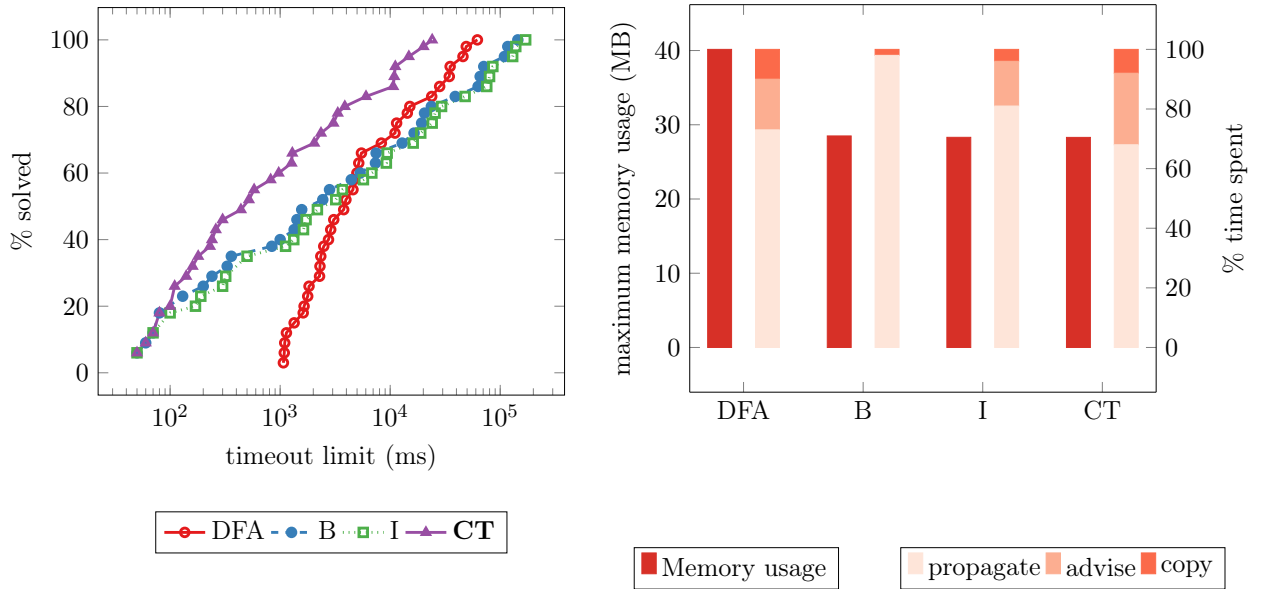 100
80
60
40
20
0
% solved
10^2
10^3
10^4
10^5
timeout limit (ms)
DFA B I CT
40
30
20
10
0
maximum memory usage (MB)
100
80
60
40
20
0
% time spent
DFA B I CT
Memory usage
propagate advise copy